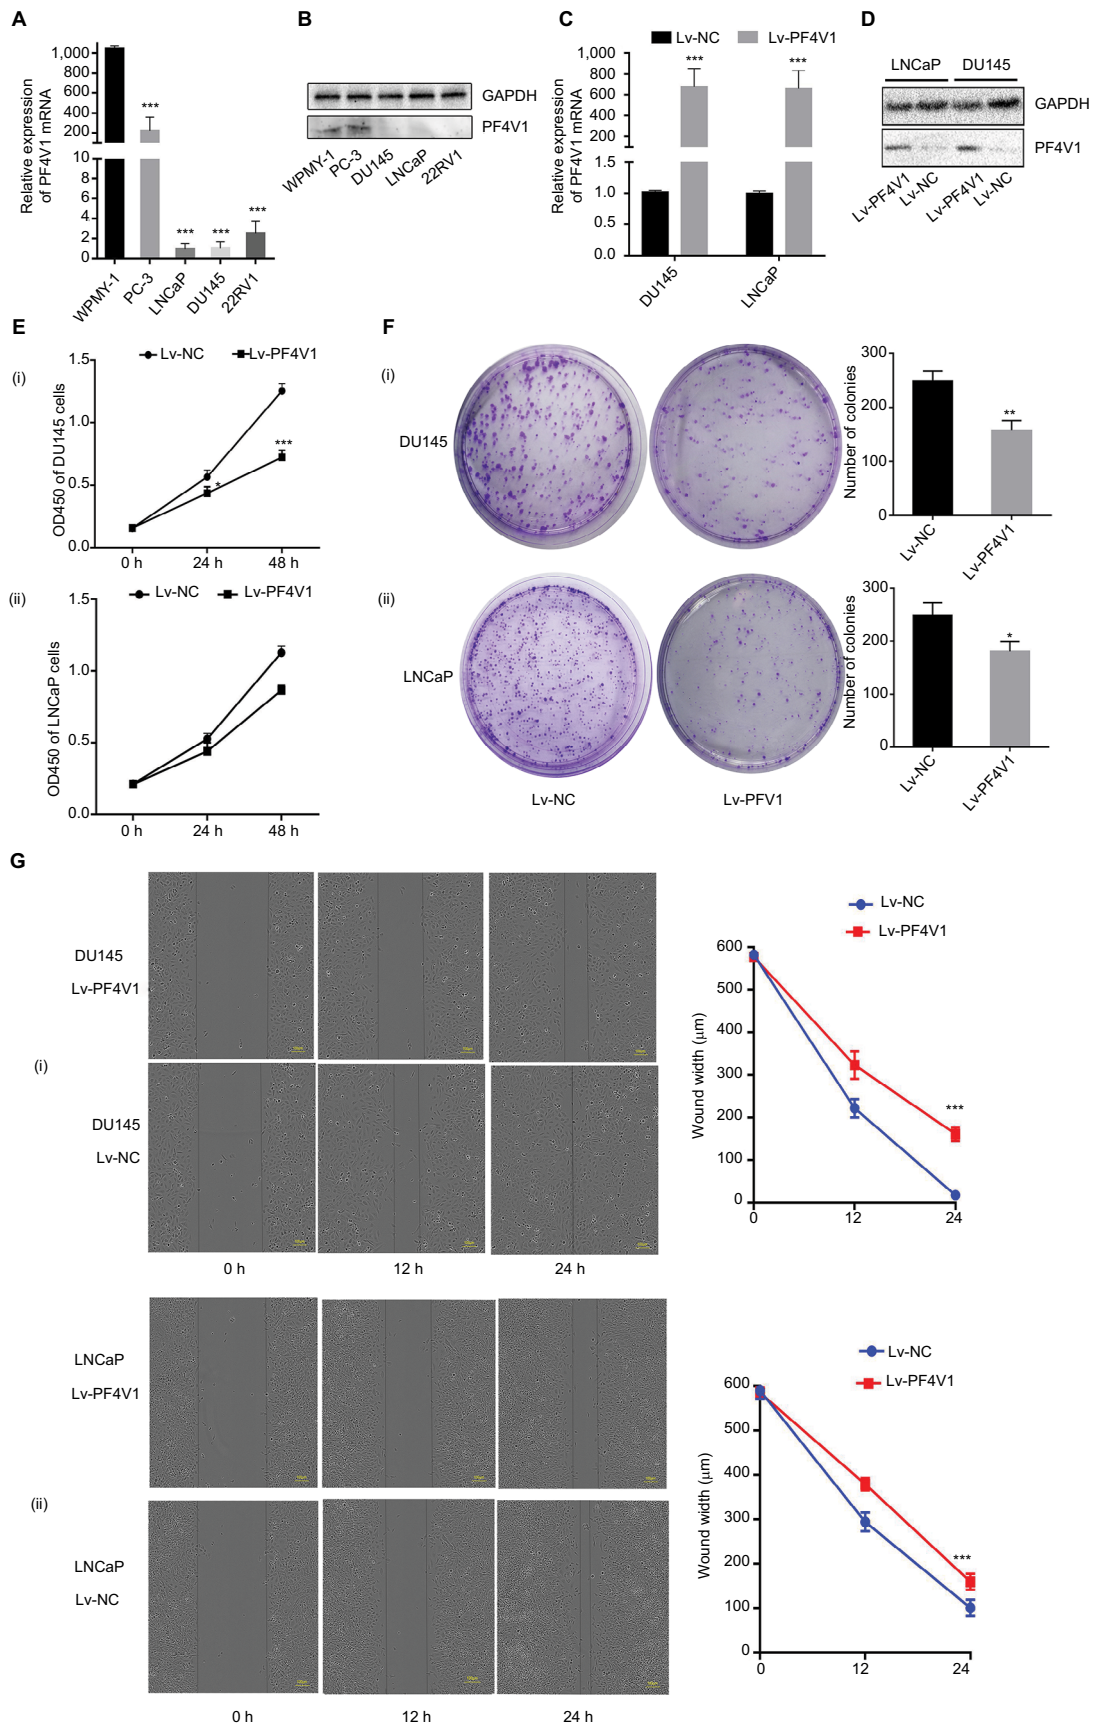 A
Relative expression
of PF4V1 mRNA
1,000
800
600
400
200
10
8
6
4
2
0
***
***
***
***
WPMY-1
PC-3
LNCaP
DU145
22RV1
B
GAPDH
PF4V1
WPMY-1
PC-3
DU145
LNCaP
22RV1
C
Lv-NC
Lv-PF4V1
Relative expression
of PF4V1 mRNA
1,000
800
600
400
200
1.5
1.0
0.5
0.0
***
***
DU145
LNCaP
D
LNCaP DU145
GAPDH
PF4V1
Lv-PF4V1
Lv-NC
Lv-PF4V1
Lv-NC
E
(i)
Lv-NC Lv-PF4V1
OD450 of DU145 cells
1.5
1.0
0.5
0.0
*
***
0 h 24 h 48 h
(ii)
Lv-NC Lv-PF4V1
OD450 of LNCaP cells
1.5
1.0
0.5
0.0
0 h 24 h 48 h
F
(i)
DU145
Number of colonies
300
200
100
0
**
Lv-NC
Lv-PF4V1
(ii)
LNCaP
Lv-NC Lv-PFV1
Number of colonies
300
200
100
0
*
Lv-NC
Lv-PF4V1
G
(i)
DU145
Lv-PF4V1
DU145
Lv-NC
0 h 12 h 24 h
Lv-NC
Lv-PF4V1
Wound width (μm)
600
500
400
300
200
100
0
***
0 12 24
(ii)
LNCaP
Lv-PF4V1
LNCaP
Lv-NC
0 h 12 h 24 h
Lv-NC
Lv-PF4V1
Wound width (μm)
600
500
400
300
200
100
0
***
0 12 24